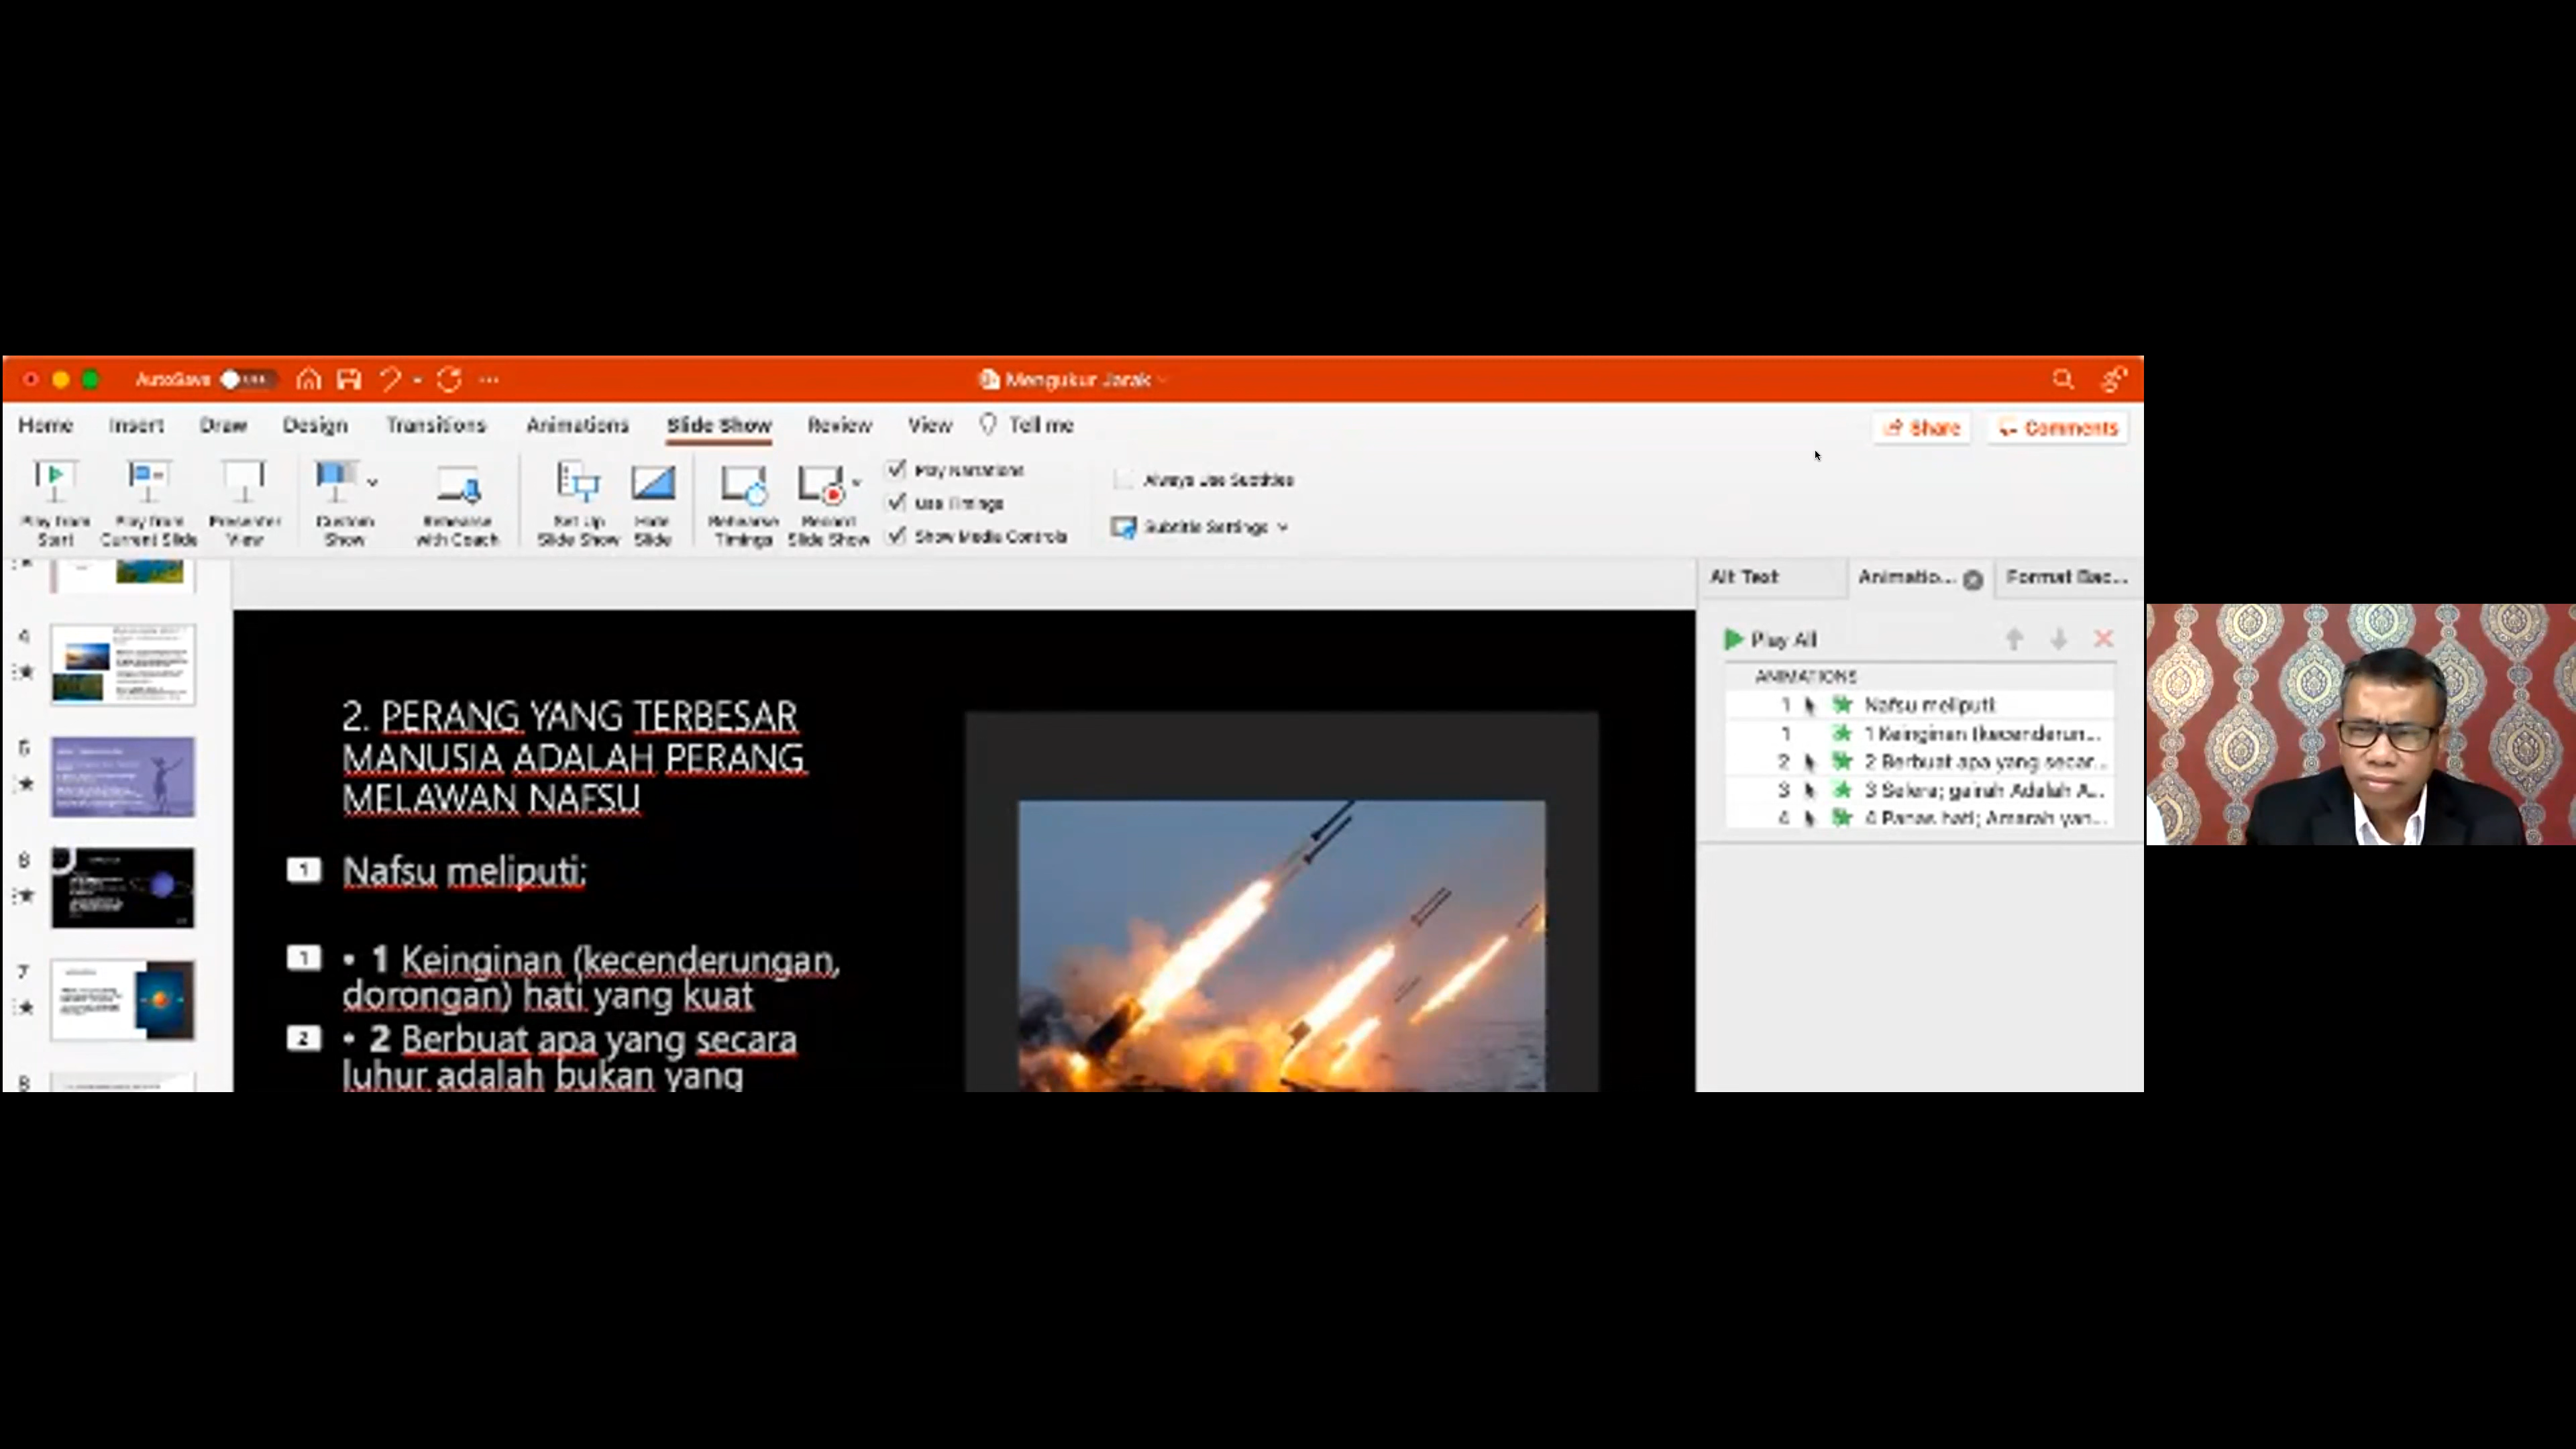 AutoSave
Mengukur Jarak
Home Insert Draw Design Transitions Animations Slide Show Review View Tell me
Share Comments
Play from Start
Play from Current Slide
Presenter View
Custom Show
Rehearse with Coach
Set Up Slide Show
Hide Slide
Rehearse Timings
Record Slide Show
Play Narrations
Use Timings
Show Media Controls
Always Use Subtitles
Subtitle Settings
4
5
6
7
8
2. PERANG YANG TERBESAR
MANUSIA ADALAH PERANG
MELAWAN NAFSU
1 Nafsu meliputi:
1 • 1 Keinginan (kecenderungan,
dorongan) hati yang kuat
2 • 2 Berbuat apa yang secara
luhur adalah bukan yang
Alt Text Animatio... Format Bac...
Play All
ANIMATIONS
1 Nafsu meliputi:
1 1 Keinginan (kecenderun...
2 2 Berbuat apa yang secar...
3 3 Selera; gairah Adalah A...
4 4 Panas hati; Amarah yan...